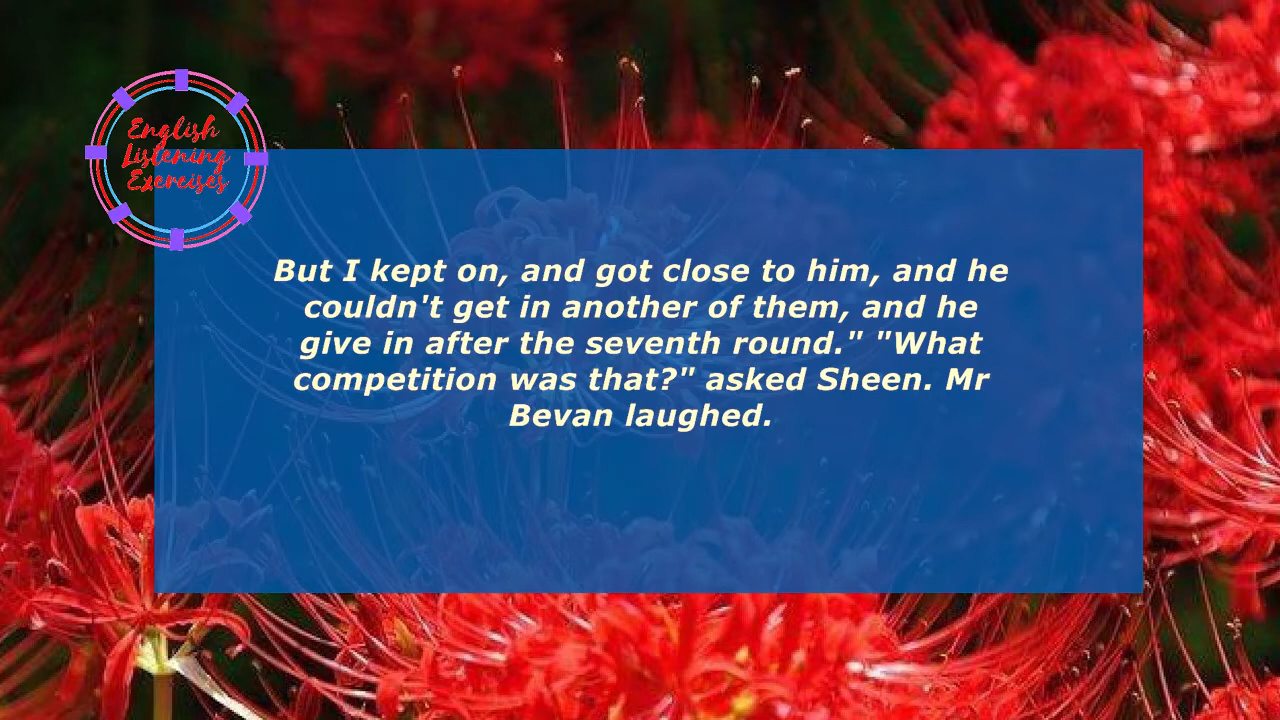 English
Listening
Exercises
But I kept on, and got close to him, and he
couldn't get in another of them, and he
give in after the seventh round." "What
competition was that?" asked Sheen. Mr
Bevan laughed.